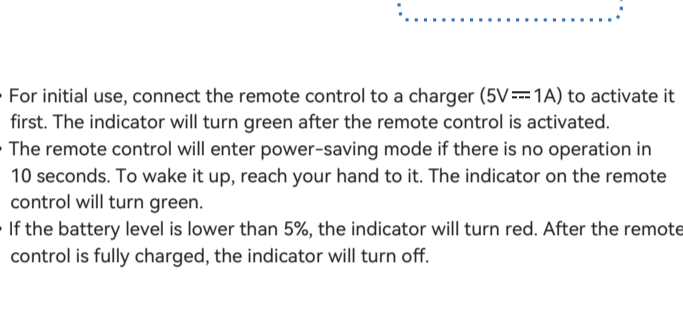 · For initial use, connect the remote control to a charger (5V⎓1A) to activate it
first. The indicator will turn green after the remote control is activated.
· The remote control will enter power-saving mode if there is no operation in
10 seconds. To wake it up, reach your hand to it. The indicator on the remote
control will turn green.
· If the battery level is lower than 5%, the indicator will turn red. After the remote
control is fully charged, the indicator will turn off.